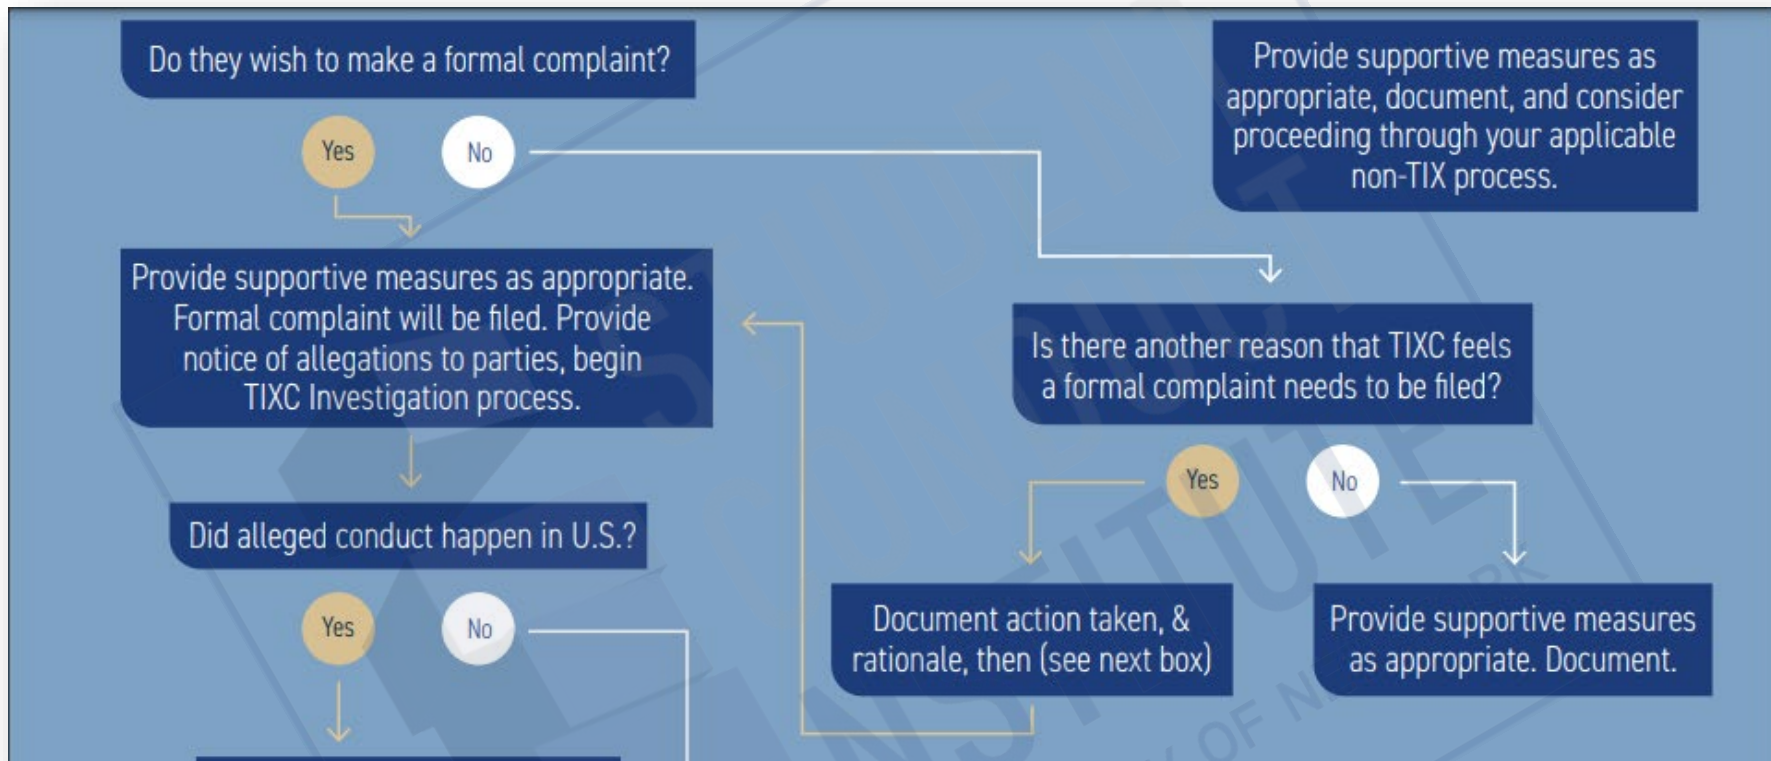 Do they wish to make a formal complaint?
Yes
No
Provide supportive measures as
appropriate, document, and consider
proceeding through your applicable
non-TIX process.
Provide supportive measures as appropriate.
Formal complaint will be filed. Provide
notice of allegations to parties, begin
TIXC Investigation process.
Is there another reason that TIXC feels
a formal complaint needs to be filed?
Yes
No
Did alleged conduct happen in U.S.?
Yes
No
Document action taken, &
rationale, then (see next box)
Provide supportive measures
as appropriate. Document.
STUDENT
CONDUCT
INSTITUTE
OF